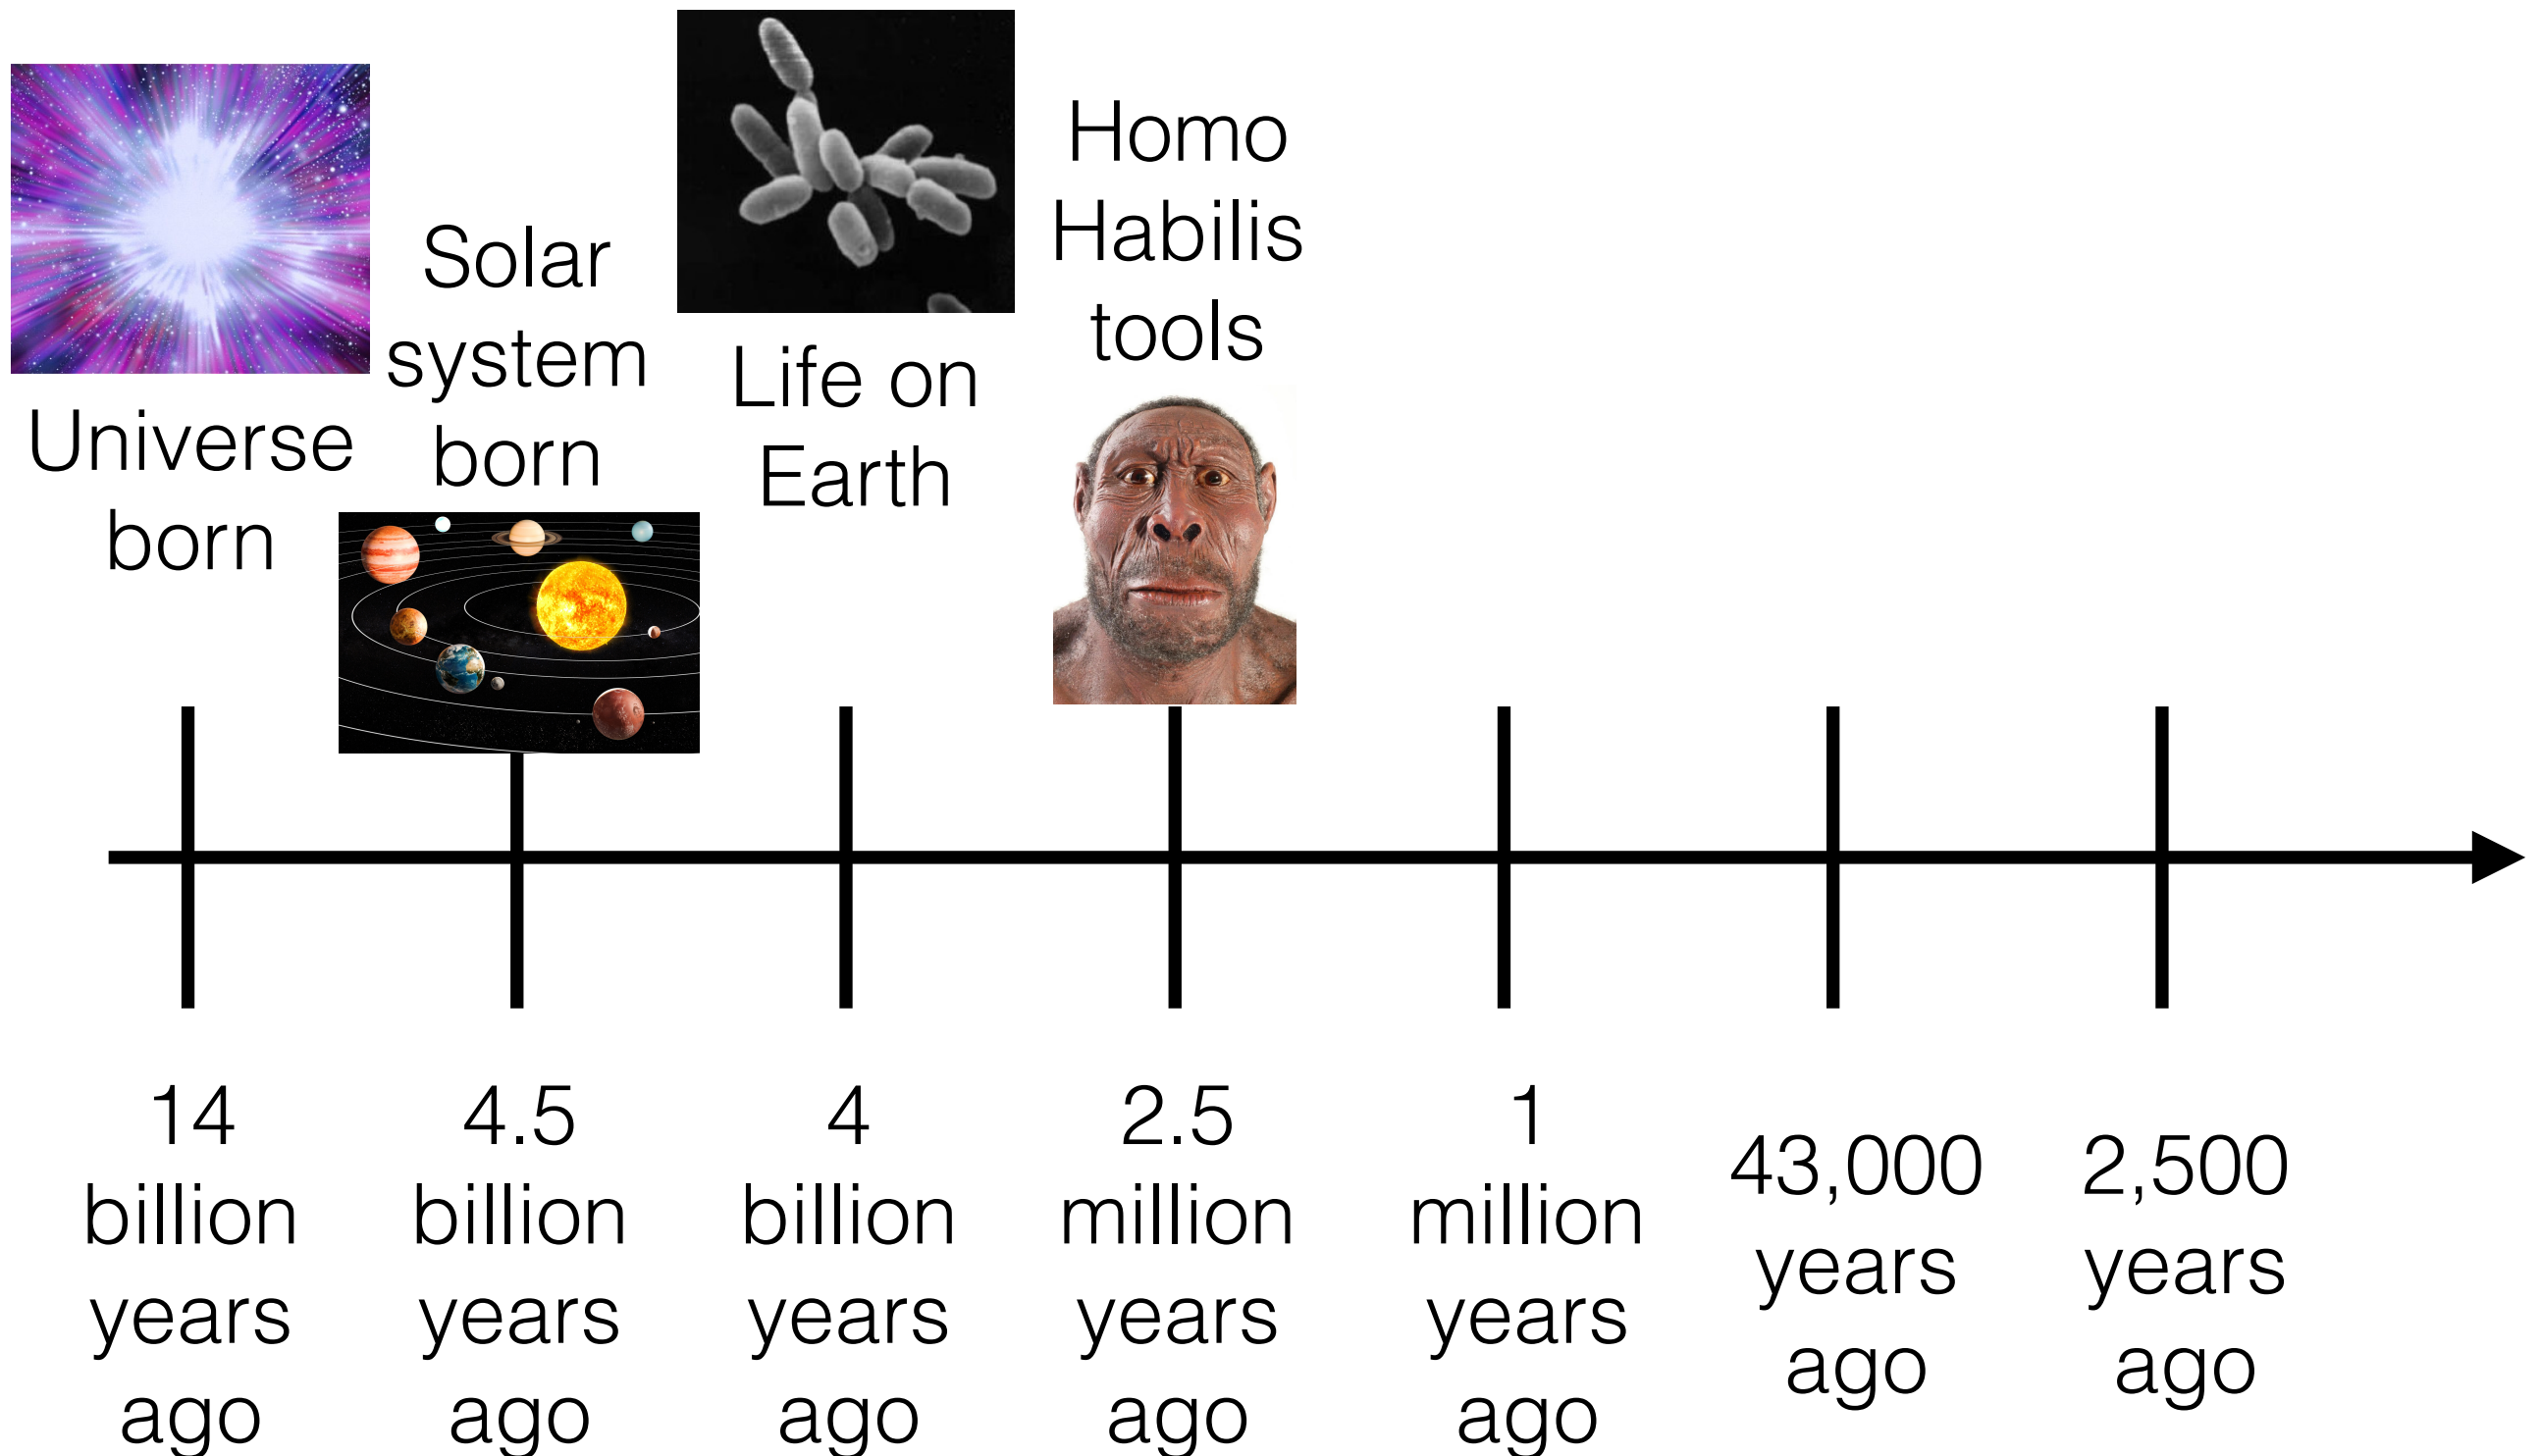 Universe
born
Solar
system
born
Life on
Earth
Homo
Habilis
tools
14
billion
years
ago
4.5
billion
years
ago
4
billion
years
ago
2.5
million
years
ago
1
million
years
ago
43,000
years
ago
2,500
years
ago